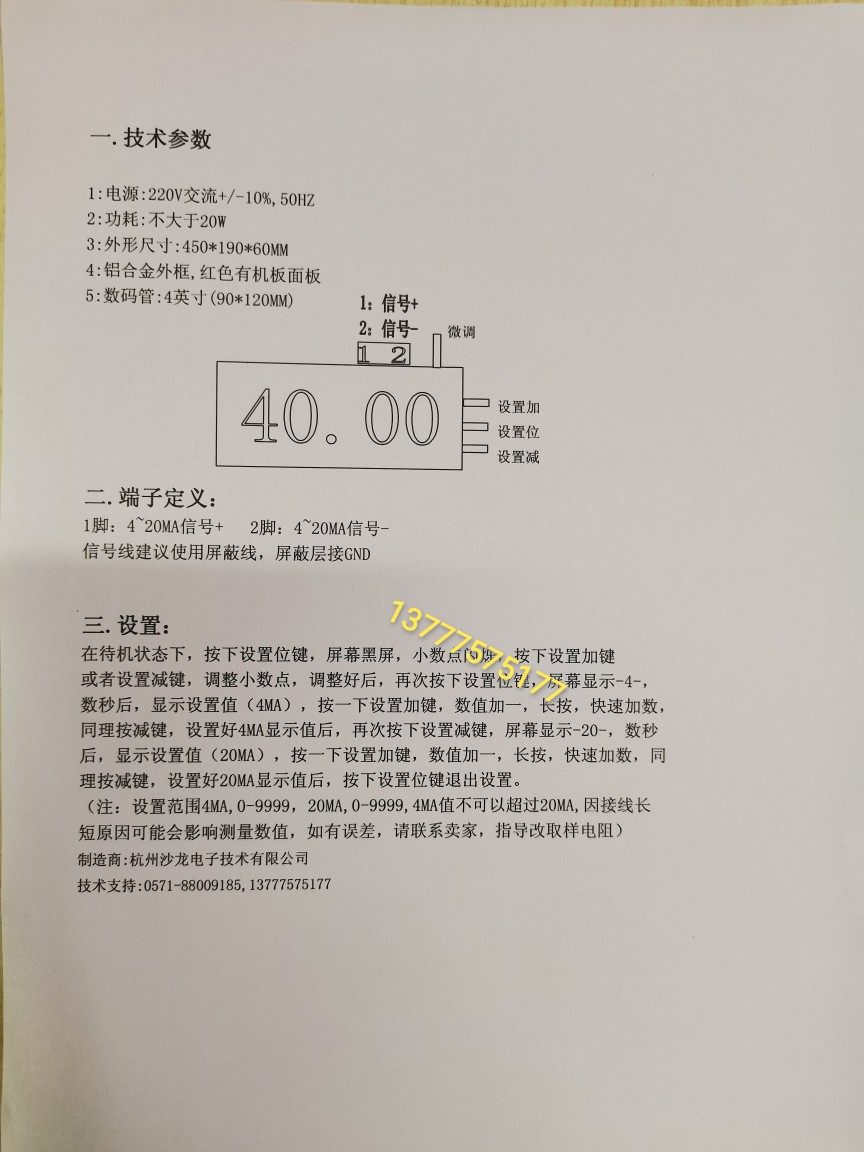 一.技术参数
1:电源:220V交流+/-10%,50HZ
2:功耗:不大于20W
3:外形尺寸:450*190*60MM
4:铝合金外框,红色有机板面板
5:数码管:4英寸(90*120MM)
1: 信号+
2: 信号-
微调
1 2
40.00
设置加
设置位
设置减
二.端子定义:
1脚: 4~20MA信号+ 2脚: 4~20MA信号-
信号线建议使用屏蔽线, 屏蔽层接GND
13777575177
三.设置:
在待机状态下, 按下设置位键, 屏幕黑屏, 小数点闪烁, 按下设置加键
或者设置减键, 调整小数点, 调整好后, 再次按下设置位键, 屏幕显示-4-,
数秒后, 显示设置值(4MA), 按一下设置加键, 数值加一, 长按, 快速加数,
同理按减键, 设置好4MA显示值后, 再次按下设置减键, 屏幕显示-20-, 数秒
后, 显示设置值(20MA), 按一下设置加键, 数值加一, 长按, 快速加数, 同
理按减键, 设置好20MA显示值后, 按下设置位键退出设置。
(注: 设置范围4MA,0-9999, 20MA,0-9999,4MA值不可以超过20MA,因接线长
短原因可能会影响测量数值, 如有误差, 请联系卖家, 指导改取样电阻)
制造商:杭州沙龙电子技术有限公司
技术支持:0571-88009185,13777575177